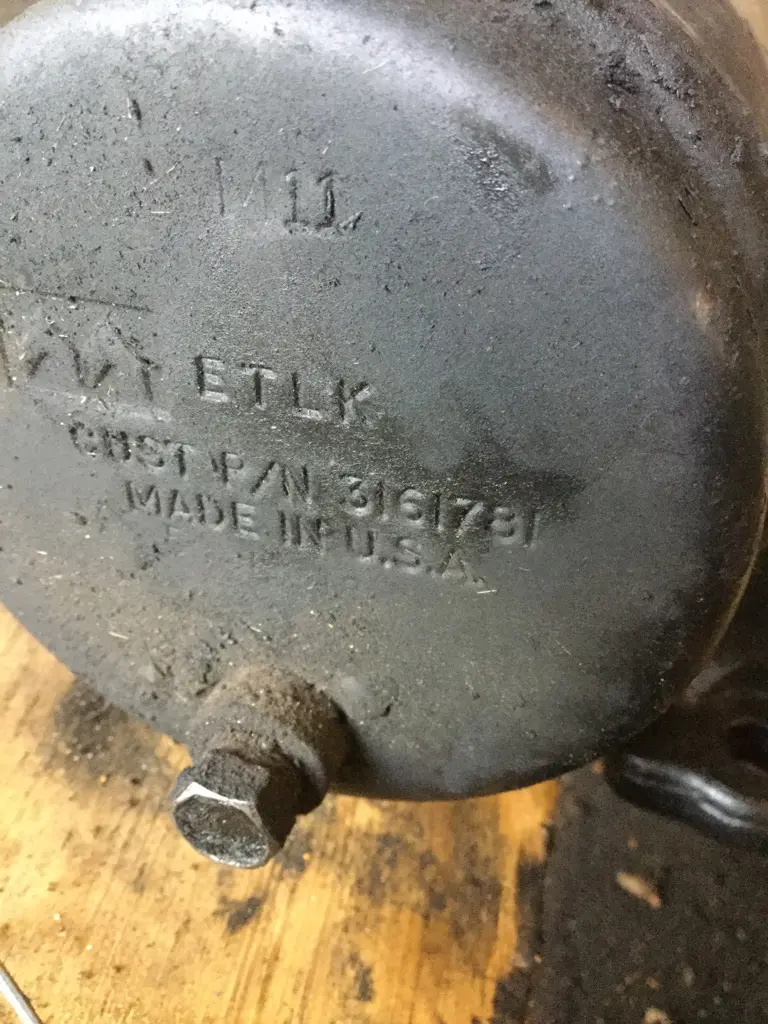 M11
ETLK
CUST P/N 3161781
MADE IN U.S.A.